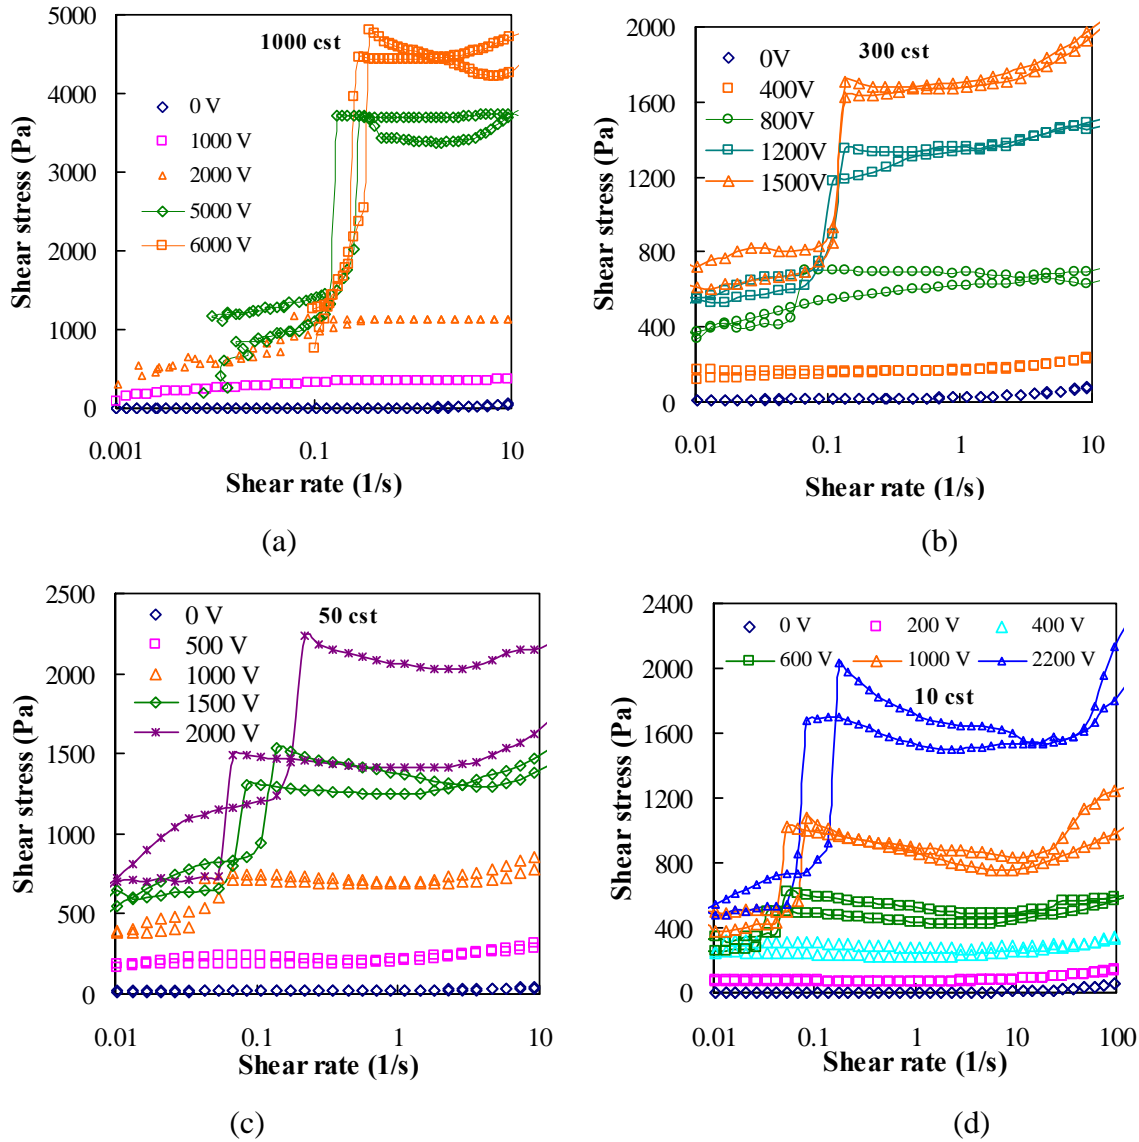 5000
4000
3000
2000
1000
0
Shear stress (Pa)
1000 cst
0 V
1000 V
2000 V
5000 V
6000 V
0.001
0.1
10
Shear rate (1/s)
(a)
2000
1600
1200
800
400
0
Shear stress (Pa)
300 cst
0V
400V
800V
1200V
1500V
0.01
0.1
1
10
Shear rate (1/s)
(b)
2500
2000
1500
1000
500
0
Shear stress (Pa)
50 cst
0 V
500 V
1000 V
1500 V
2000 V
0.01
0.1
1
10
Shear rate (1/s)
(c)
2400
2000
1600
1200
800
400
0
Shear stress (Pa)
0 V
200 V
400 V
600 V
1000 V
2200 V
10 cst
0.01
0.1
1
10
100
Shear rate (1/s)
(d)